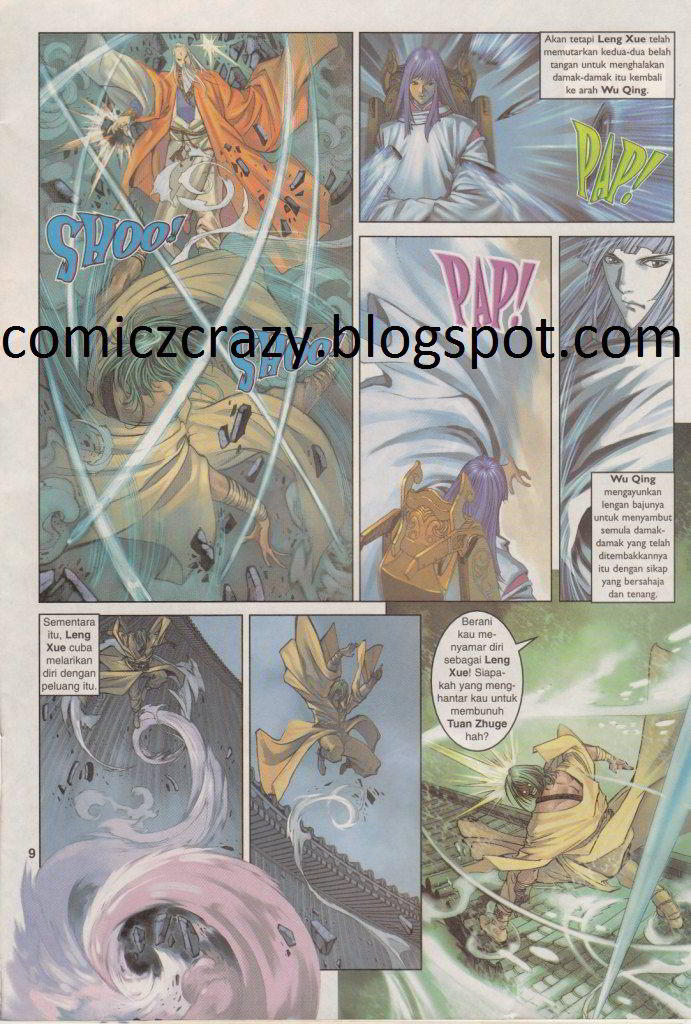 Akan tetapi Leng Xue telah
memutarkan kedua-dua belah
tangan untuk menghalakan
damak-damak itu kembali
ke arah Wu Qing.
SHOO!
PAP!
PAP!
SHOO!
comiczcrazy.blogspot.com
Wu Qing
mengayunkan
lengan bajunya
untuk menyambut
semula damak-
damak yang telah
ditembakkannya
itu dengan sikap
yang bersahaja
dan tenang.
Sementara
itu, Leng
Xue cuba
melarikan
diri dengan
peluang itu.
Berani
kau me-
nyamar diri
sebagai Leng
Xue! Siapa-
kah yang meng-
hantar kau untuk
membunuh
Tuan Zhuge
hah?
9